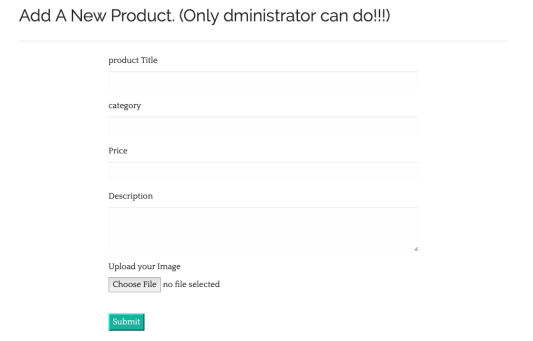 Add A New Product. (Only dministrator can do!!!)
product Title
category
Price
Description
Upload your Image
Choose File no file selected
Submit